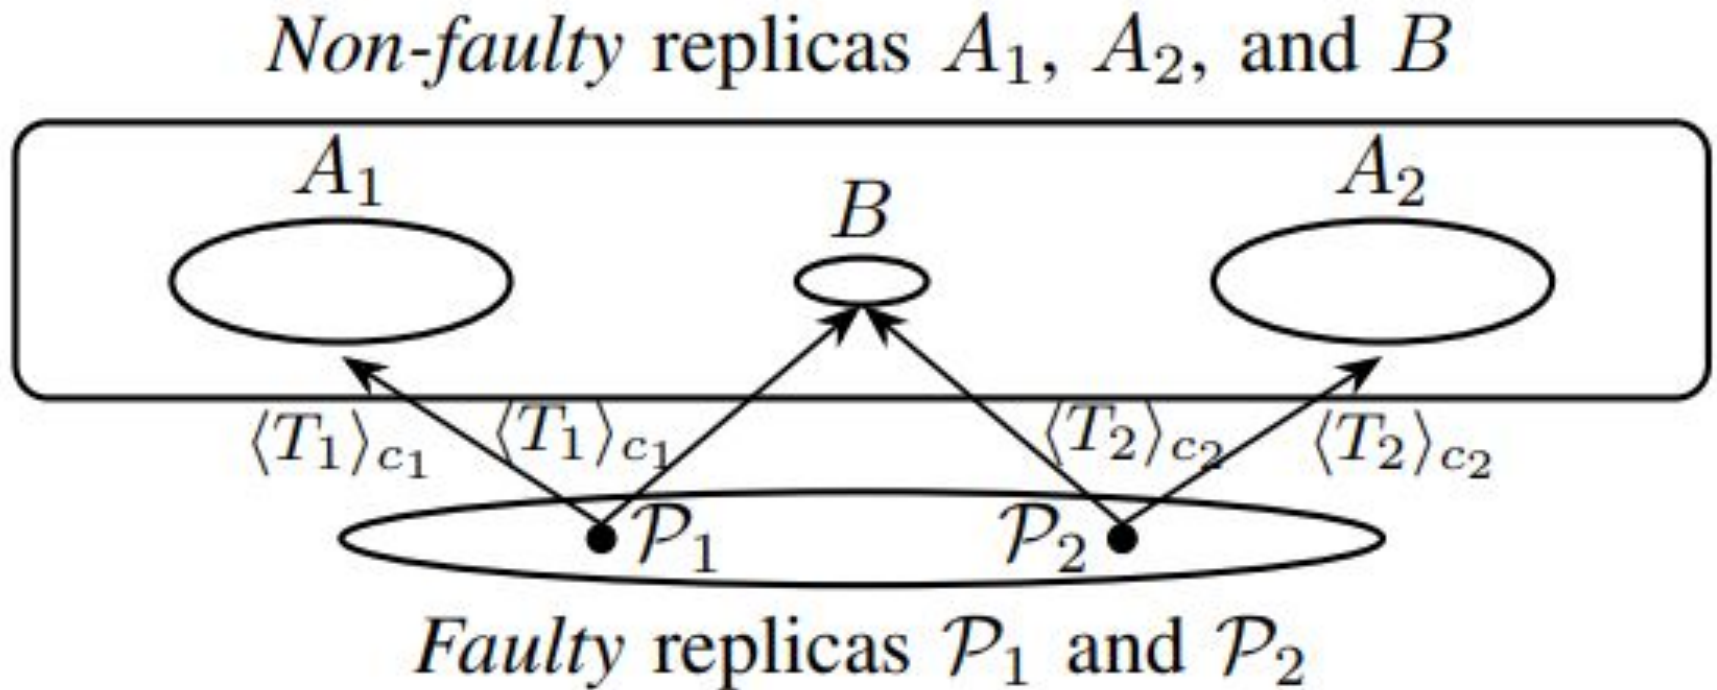 Non-faulty replicas A₁, A₂, and B
A₁
B
A₂
⟨T₁⟩c₁
⟨T₁⟩c₁
⟨T₂⟩c₂
⟨T₂⟩c₂
𝒫₁
𝒫₂
Faulty replicas 𝒫₁ and 𝒫₂